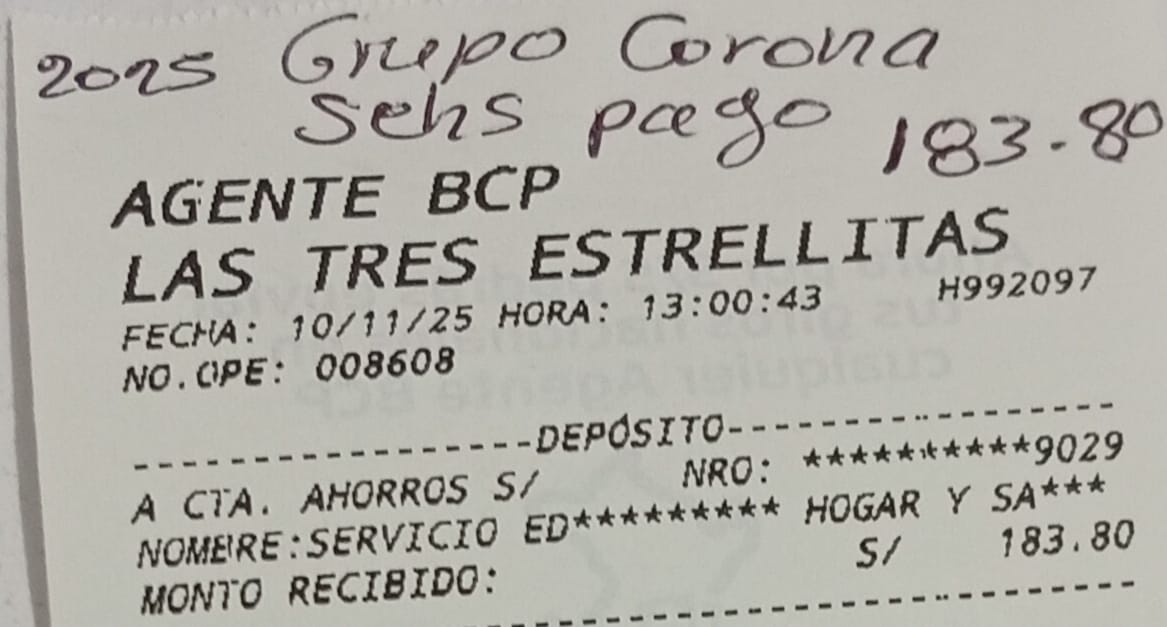 2025 Grupo Corona
Sehs pago 183.80
AGENTE BCP
LAS TRES ESTRELLITAS
FECHA: 10/11/25 HORA: 13:00:43 H992097
NO.OPE: 008608
------------------DEPÓSITO------------------
A CTA. AHORROS S/ NRO: **********9029
NOMBRE:SERVICIO ED********* HOGAR Y SA***
MONTO RECIBIDO: S/ 183.80